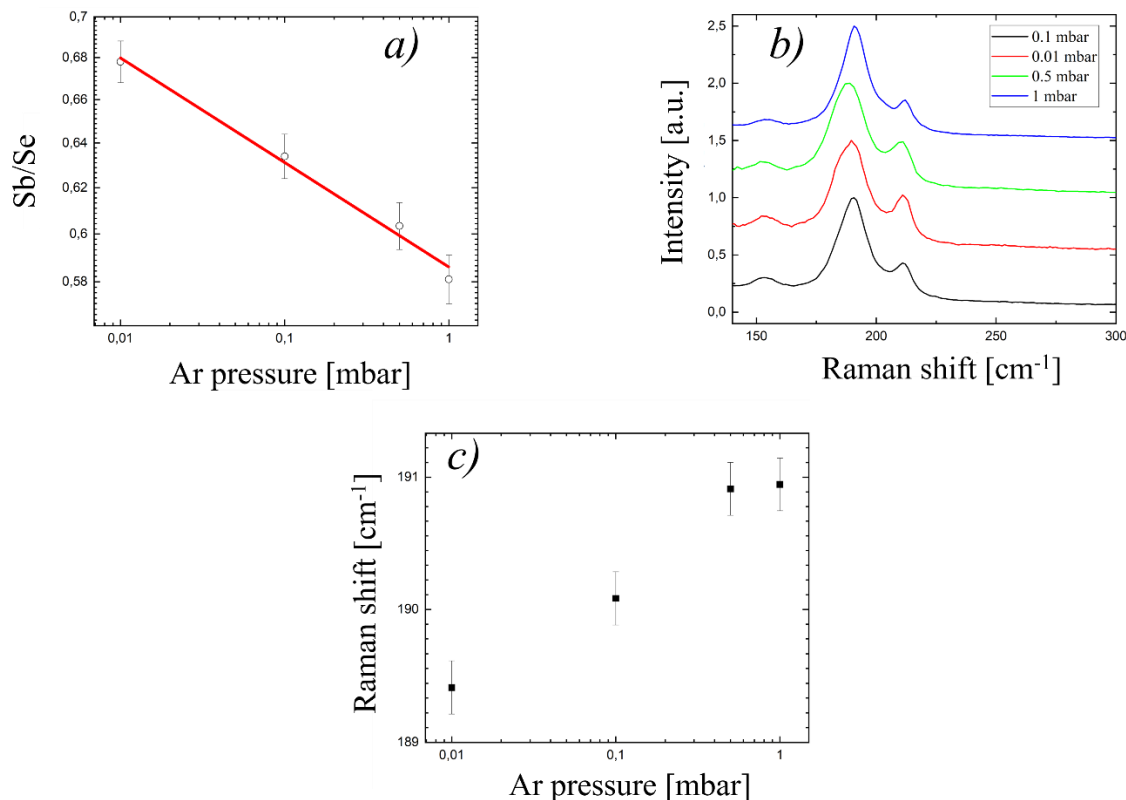 a)
0,7
0,68
0,66
0,64
0,62
0,6
0,58
Sb/Se
0,01
0,1
1
Ar pressure [mbar]
b)
2,5
2,0
1,5
1,0
0,5
0,0
Intensity [a.u.]
0.1 mbar
0.01 mbar
0.5 mbar
1 mbar
150
200
250
300
Raman shift [cm⁻¹]
c)
191
190
189
Raman shift [cm⁻¹]
0,01
0,1
1
Ar pressure [mbar]